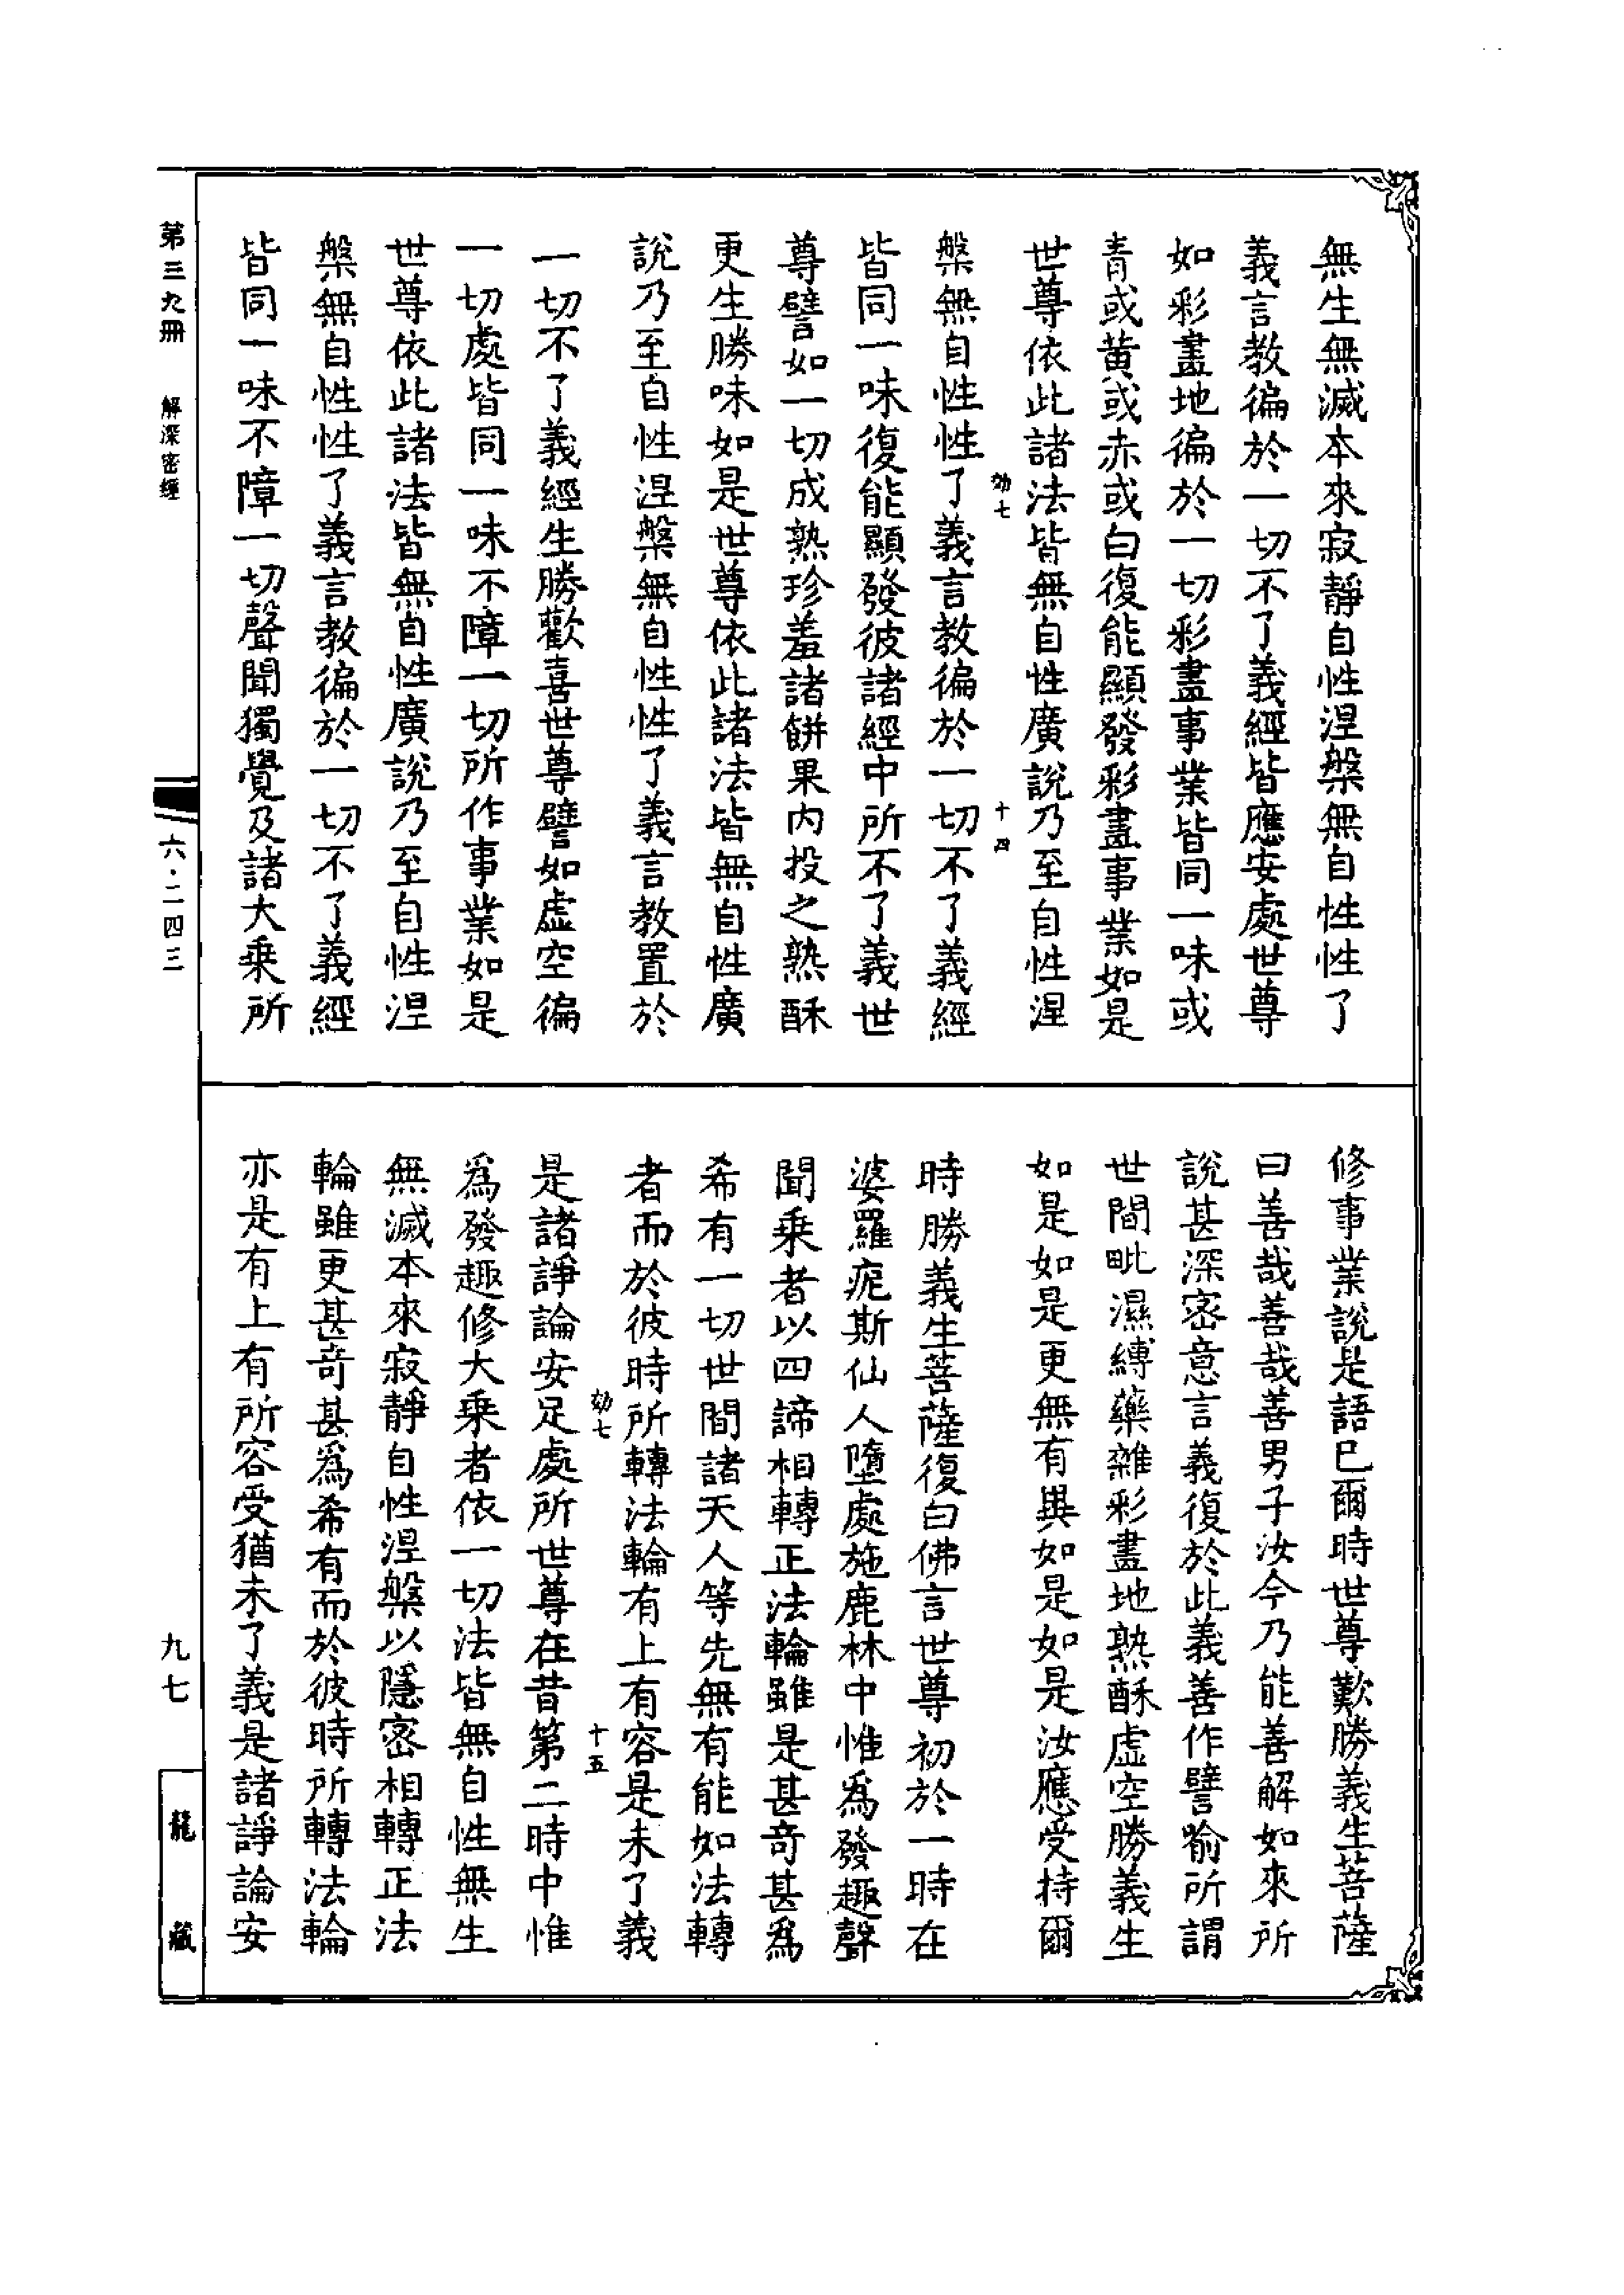 無生無滅本來寂靜自性涅槃無自性性了
義言教徧於一切不了義經皆應安處世尊
如彩畫地徧於一切彩畫事業皆同一味或
青或黄或赤或白復能顯發彩畫事業如是
世尊依此諸法皆無自性廣說乃至自性涅
効七
十四
槃無自性性了義言教徧於一切不了義經
皆同一味復能顯發彼諸經中所不了義世
尊譬如一切成熟珍羞諸餅果内投之熟酥
更生勝味如是世尊依此諸法皆無自性廣
說乃至自性涅槃無自性性了義言教置於
一切不了義經生勝歡喜世尊譬如虚空徧
一切處皆同一味不障一切所作事業如是
世尊依此諸法皆無自性廣說乃至自性涅
槃無自性性了義言教徧於一切不了義經
皆同一味不障一切聲聞獨覺及諸大乘所
修事業說是語巳爾時世尊歎勝義生菩薩
曰善哉善哉善男子汝今乃能善解如來所
說甚深密意言義復於此義善作譬喻所謂
世間毗濕縛藥雜彩畫地熟酥虚空勝義生
如是如是更無有異如是如是汝應受持爾
時勝義生菩薩復白佛言世尊初於一時在
婆羅痆斯仙人墮處施鹿林中惟爲發趣聲
聞乘者以四諦相轉正法輪雖是甚奇甚爲
希有一切世間諸天人等先無有能如法轉
者而於彼時所轉法輪有上有容是未了義
効七
十五
是諸諍論安足處所世尊在昔第二時中惟
爲發趣修大乘者依一切法皆無自性無生
無滅本來寂靜自性涅槃以隱密相轉正法
輪雖更甚奇甚爲希有而於彼時所轉法輪
亦是有上有所容受猶未了義是諸諍論安
第三九冊 解深密經
六·二四三
九七
龍藏